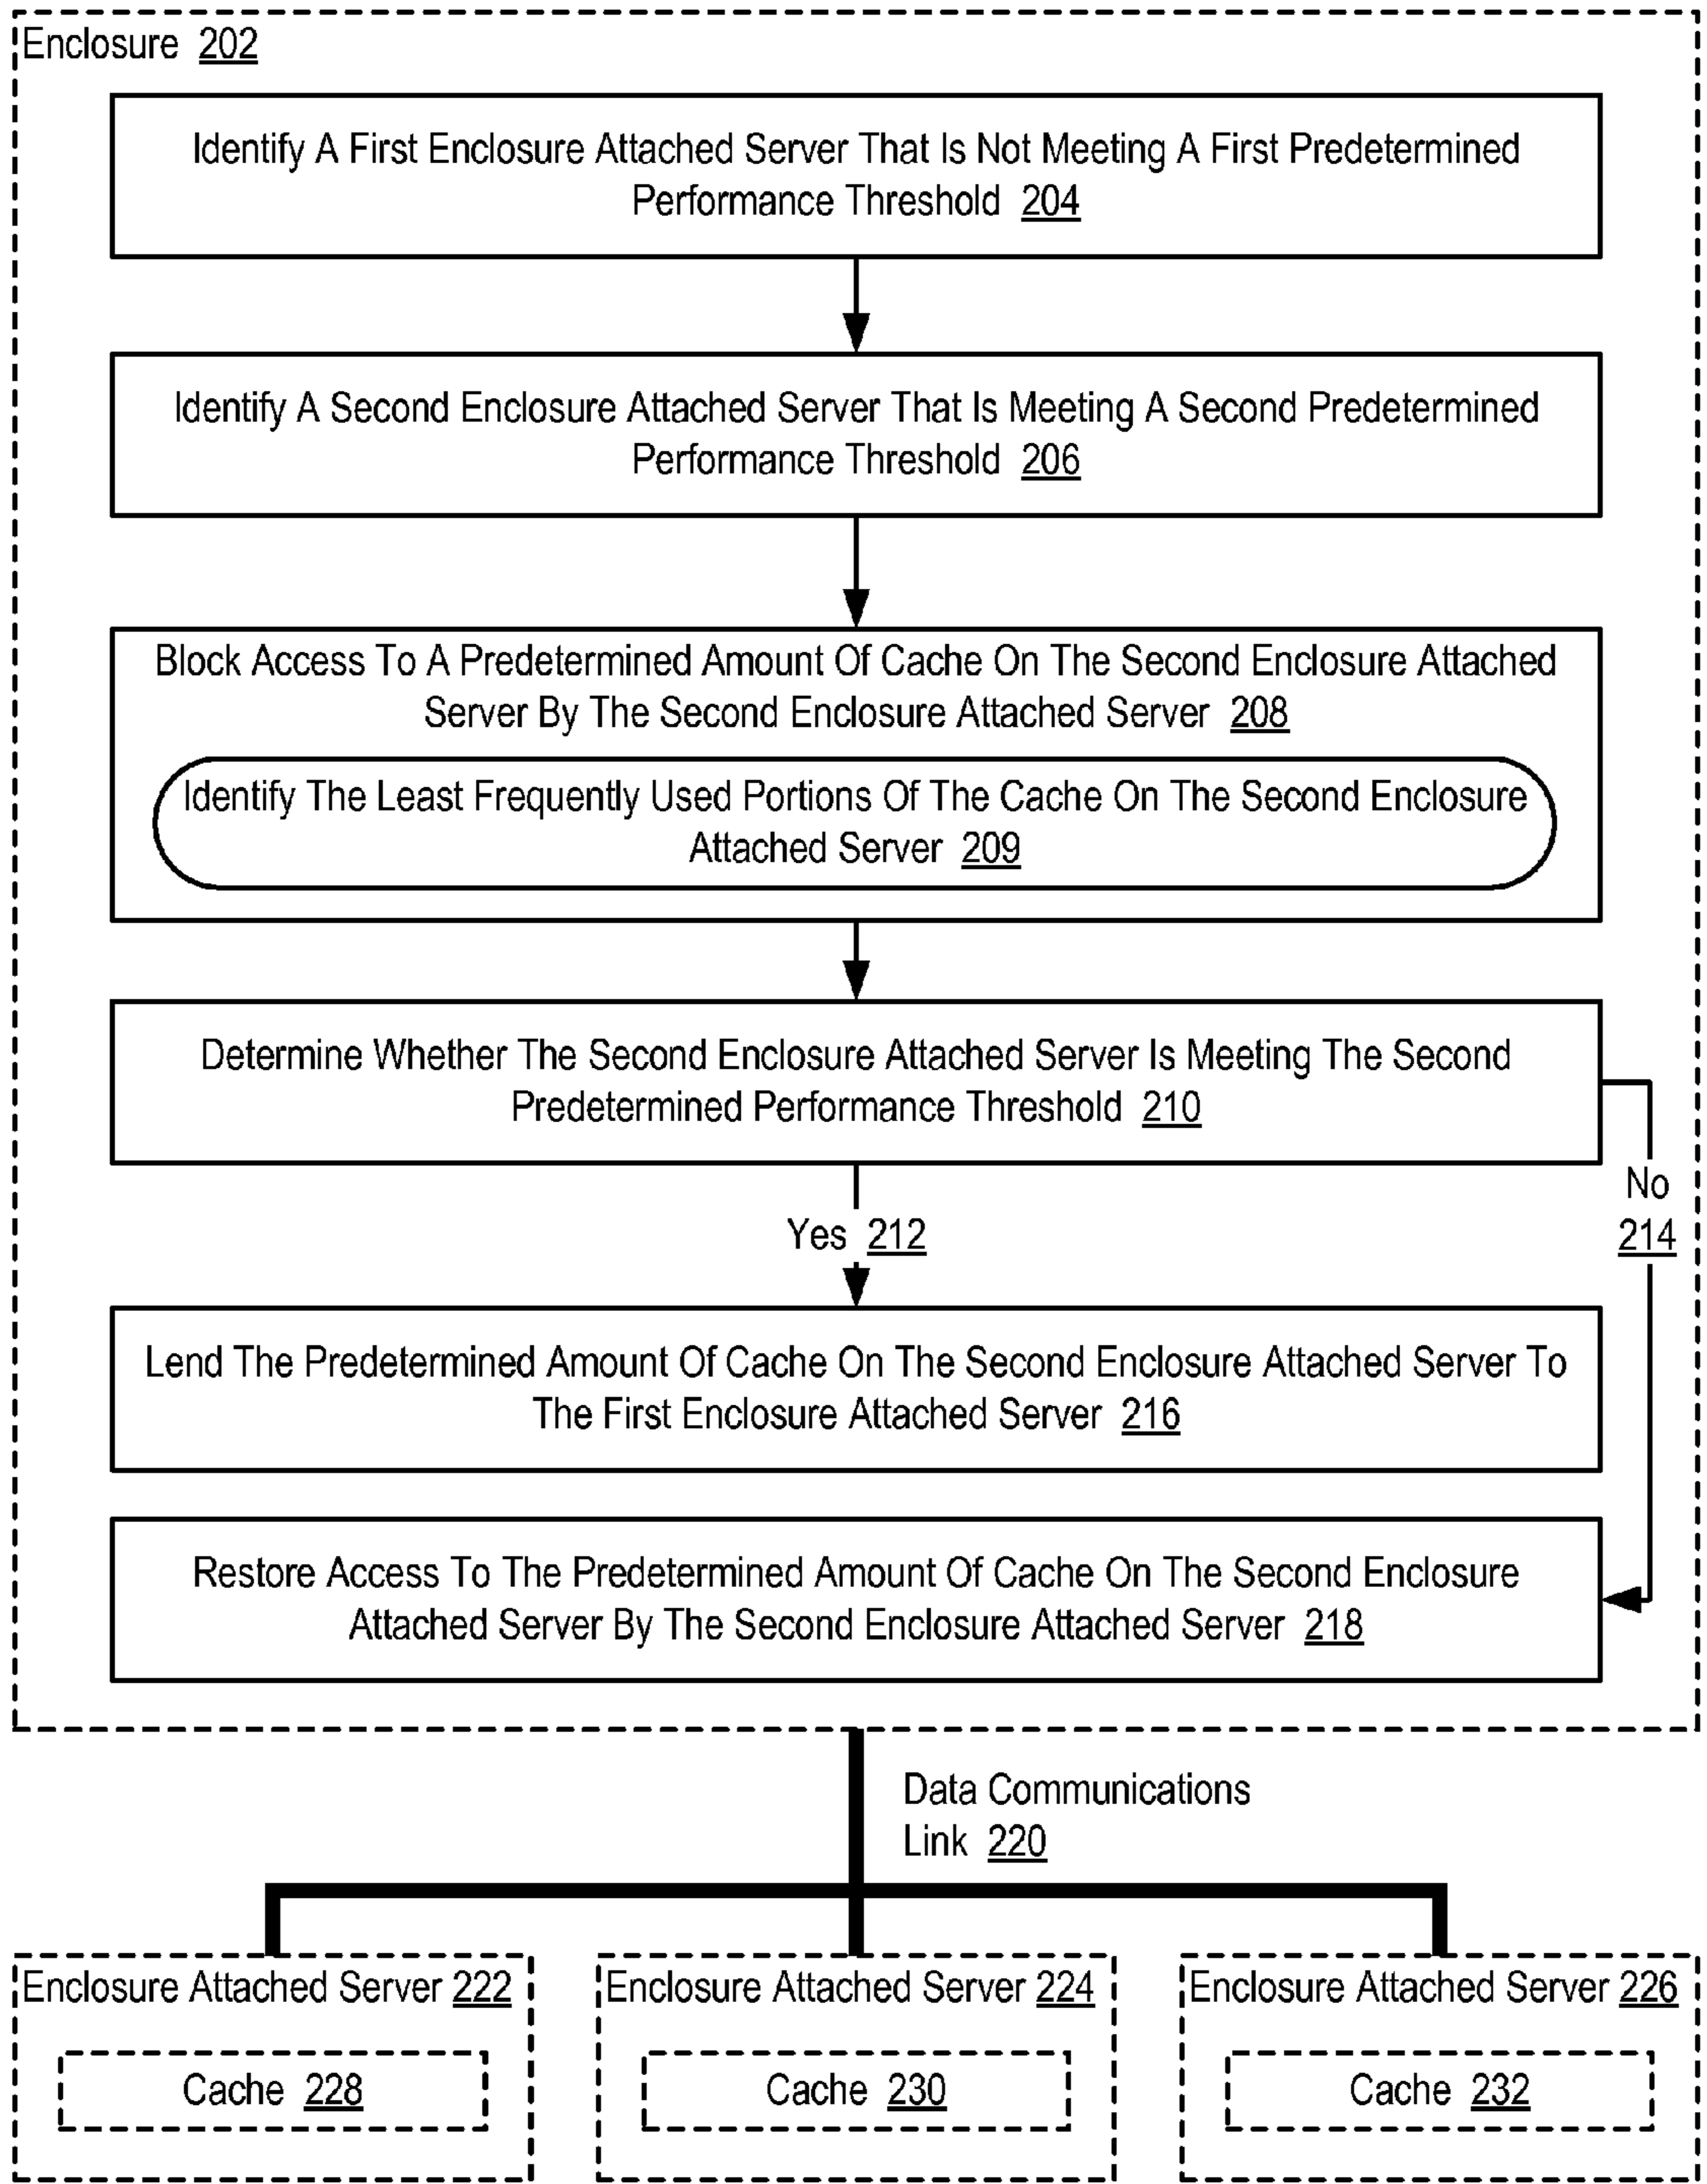 Enclosure 202
Identify A First Enclosure Attached Server That Is Not Meeting A First Predetermined
Performance Threshold 204
Identify A Second Enclosure Attached Server That Is Meeting A Second Predetermined
Performance Threshold 206
Block Access To A Predetermined Amount Of Cache On The Second Enclosure Attached
Server By The Second Enclosure Attached Server 208
Identify The Least Frequently Used Portions Of The Cache On The Second Enclosure
Attached Server 209
Determine Whether The Second Enclosure Attached Server Is Meeting The Second
Predetermined Performance Threshold 210
No
214
Yes 212
Lend The Predetermined Amount Of Cache On The Second Enclosure Attached Server To
The First Enclosure Attached Server 216
Restore Access To The Predetermined Amount Of Cache On The Second Enclosure
Attached Server By The Second Enclosure Attached Server 218
Data Communications
Link 220
Enclosure Attached Server 222
Cache 228
Enclosure Attached Server 224
Cache 230
Enclosure Attached Server 226
Cache 232